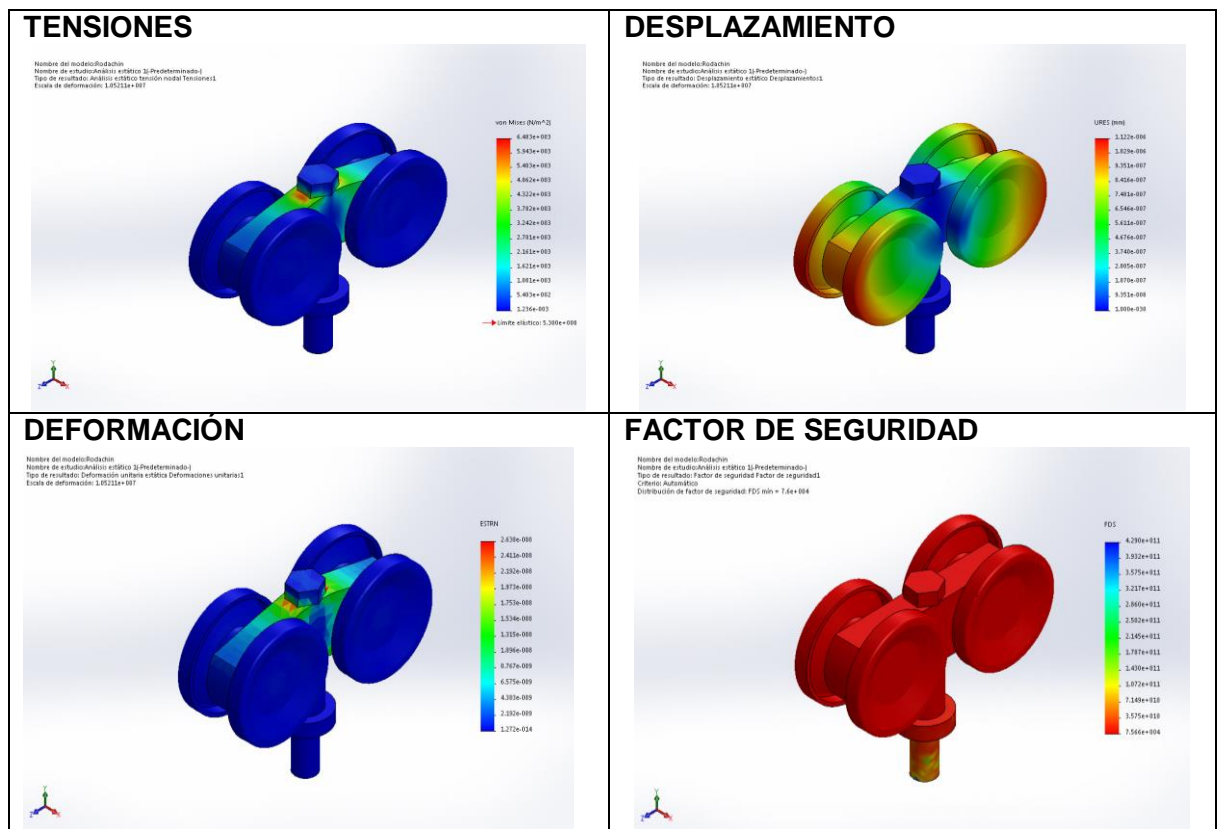 TENSIONES
Nombre del modelo:Rodachin
Nombre de estudio:Análisis estático 1(-Predeterminado-)
Tipo de resultado: Análisis estático tensión nodal Tensiones1
Escala de deformación: 1.05211e+007
von Mises (N/m^2)
6.483e+003
5.943e+003
5.403e+003
4.862e+003
4.322e+003
3.782e+003
3.242e+003
2.701e+003
2.161e+003
1.621e+003
1.081e+003
5.403e+002
1.236e-003
Límite elástico: 5.300e+008
Y
Z
X
DESPLAZAMIENTO
Nombre del modelo:Rodachin
Nombre de estudio:Análisis estático 1(-Predeterminado-)
Tipo de resultado: Desplazamiento estático Desplazamientos1
Escala de deformación: 1.05211e+007
URES (mm)
1.122e-006
1.029e-006
9.351e-007
8.416e-007
7.481e-007
6.546e-007
5.611e-007
4.676e-007
3.740e-007
2.805e-007
1.870e-007
9.351e-008
1.000e-030
Y
Z
X
DEFORMACIÓN
Nombre del modelo:Rodachin
Nombre de estudio:Análisis estático 1(-Predeterminado-)
Tipo de resultado: Deformación unitaria estática Deformaciones unitarias1
Escala de deformación: 1.05211e+007
ESTRN
2.630e-008
2.411e-008
2.192e-008
1.973e-008
1.753e-008
1.534e-008
1.315e-008
1.096e-008
8.767e-009
6.575e-009
4.383e-009
2.192e-009
1.272e-014
Y
Z
X
FACTOR DE SEGURIDAD
Nombre del modelo:Rodachin
Nombre de estudio:Análisis estático 1(-Predeterminado-)
Tipo de resultado: Factor de seguridad Factor de seguridad1
Criterio: Automático
Distribución de factor de seguridad: FDS mín = 7.6e+004
FDS
4.290e+011
3.932e+011
3.575e+011
3.217e+011
2.860e+011
2.502e+011
2.145e+011
1.787e+011
1.430e+011
1.072e+011
7.149e+010
3.575e+010
7.566e+004
Y
Z
X